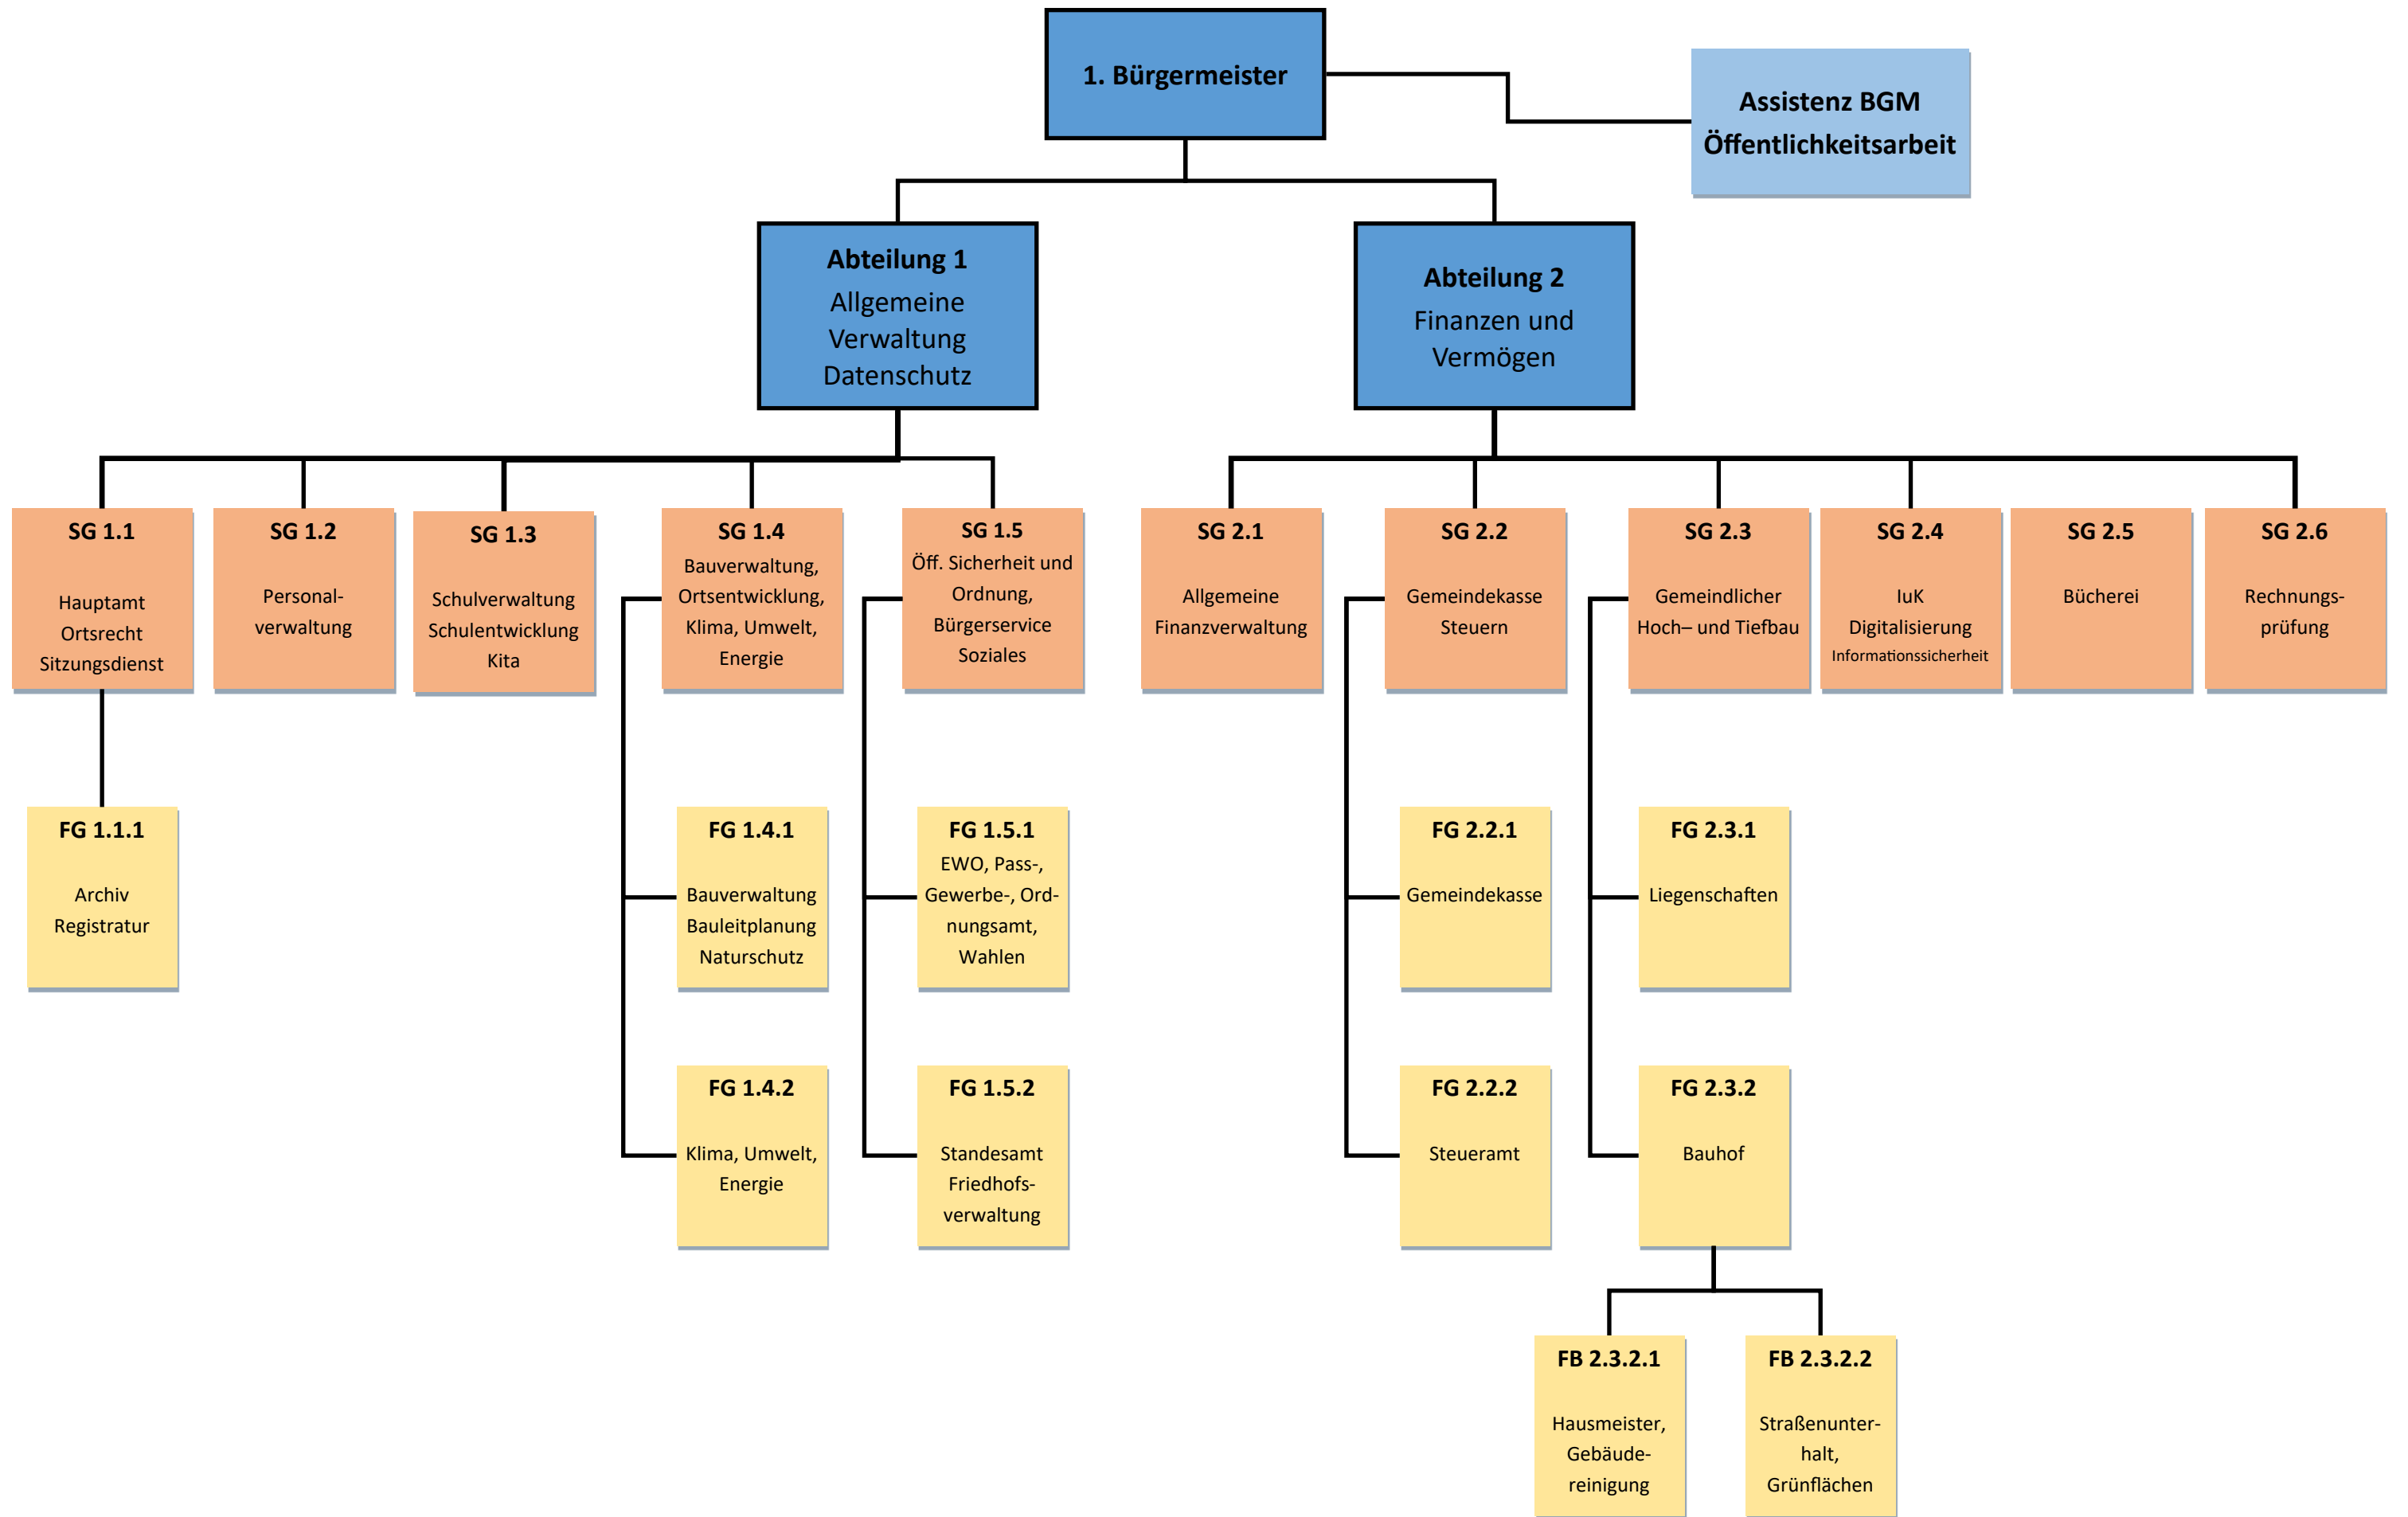 1. Bürgermeister
Assistenz BGM
Öffentlichkeitsarbeit
Abteilung 1
Allgemeine
Verwaltung
Datenschutz
Abteilung 2
Finanzen und
Vermögen
SG 1.1
Hauptamt
Ortsrecht
Sitzungsdienst
SG 1.2
Personal-
verwaltung
SG 1.3
Schulverwaltung
Schulentwicklung
Kita
SG 1.4
Bauverwaltung,
Ortsentwicklung,
Klima, Umwelt,
Energie
SG 1.5
Öff. Sicherheit und
Ordnung,
Bürgerservice
Soziales
SG 2.1
Allgemeine
Finanzverwaltung
SG 2.2
Gemeindekasse
Steuern
SG 2.3
Gemeindlicher
Hoch– und Tiefbau
SG 2.4
IuK
Digitalisierung
Informationssicherheit
SG 2.5
Bücherei
SG 2.6
Rechnungs-
prüfung
FG 1.1.1
Archiv
Registratur
FG 1.4.1
Bauverwaltung
Bauleitplanung
Naturschutz
FG 1.5.1
EWO, Pass-,
Gewerbe-, Ord-
nungsamt,
Wahlen
FG 2.2.1
Gemeindekasse
FG 2.3.1
Liegenschaften
FG 1.4.2
Klima, Umwelt,
Energie
FG 1.5.2
Standesamt
Friedhofs-
verwaltung
FG 2.2.2
Steueramt
FG 2.3.2
Bauhof
FB 2.3.2.1
Hausmeister,
Gebäude-
reinigung
FB 2.3.2.2
Straßenunter-
halt,
Grünflächen